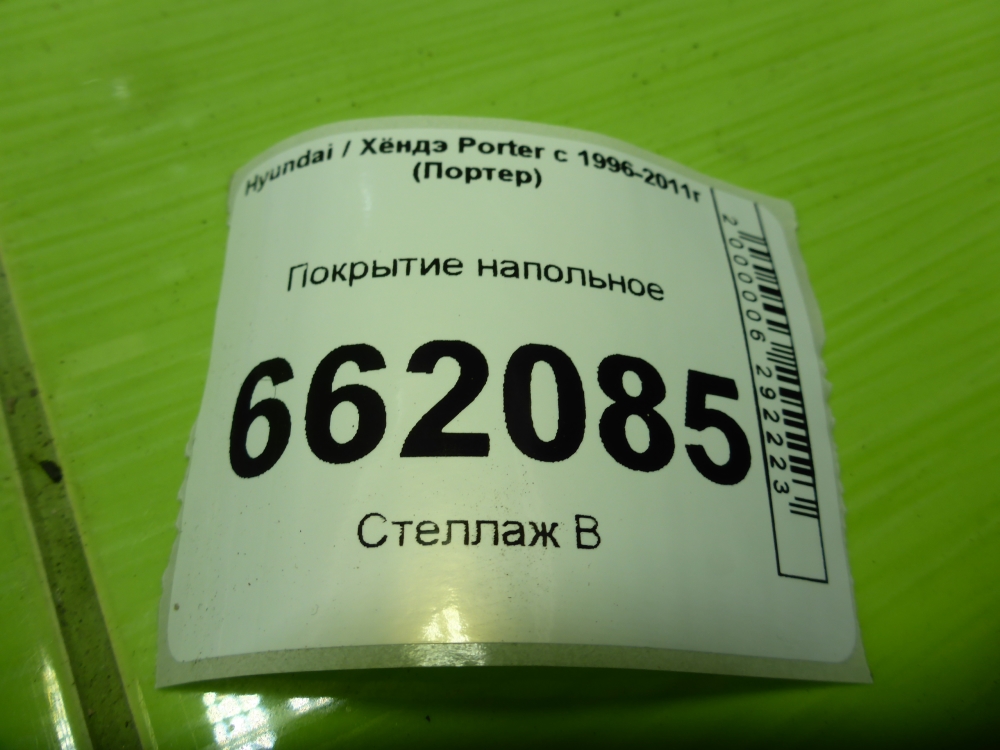 Hyundai / Хёндэ Porter с 1996-2011г
(Портер)
Покрытие напольное
662085
Стеллаж В
2000006292223